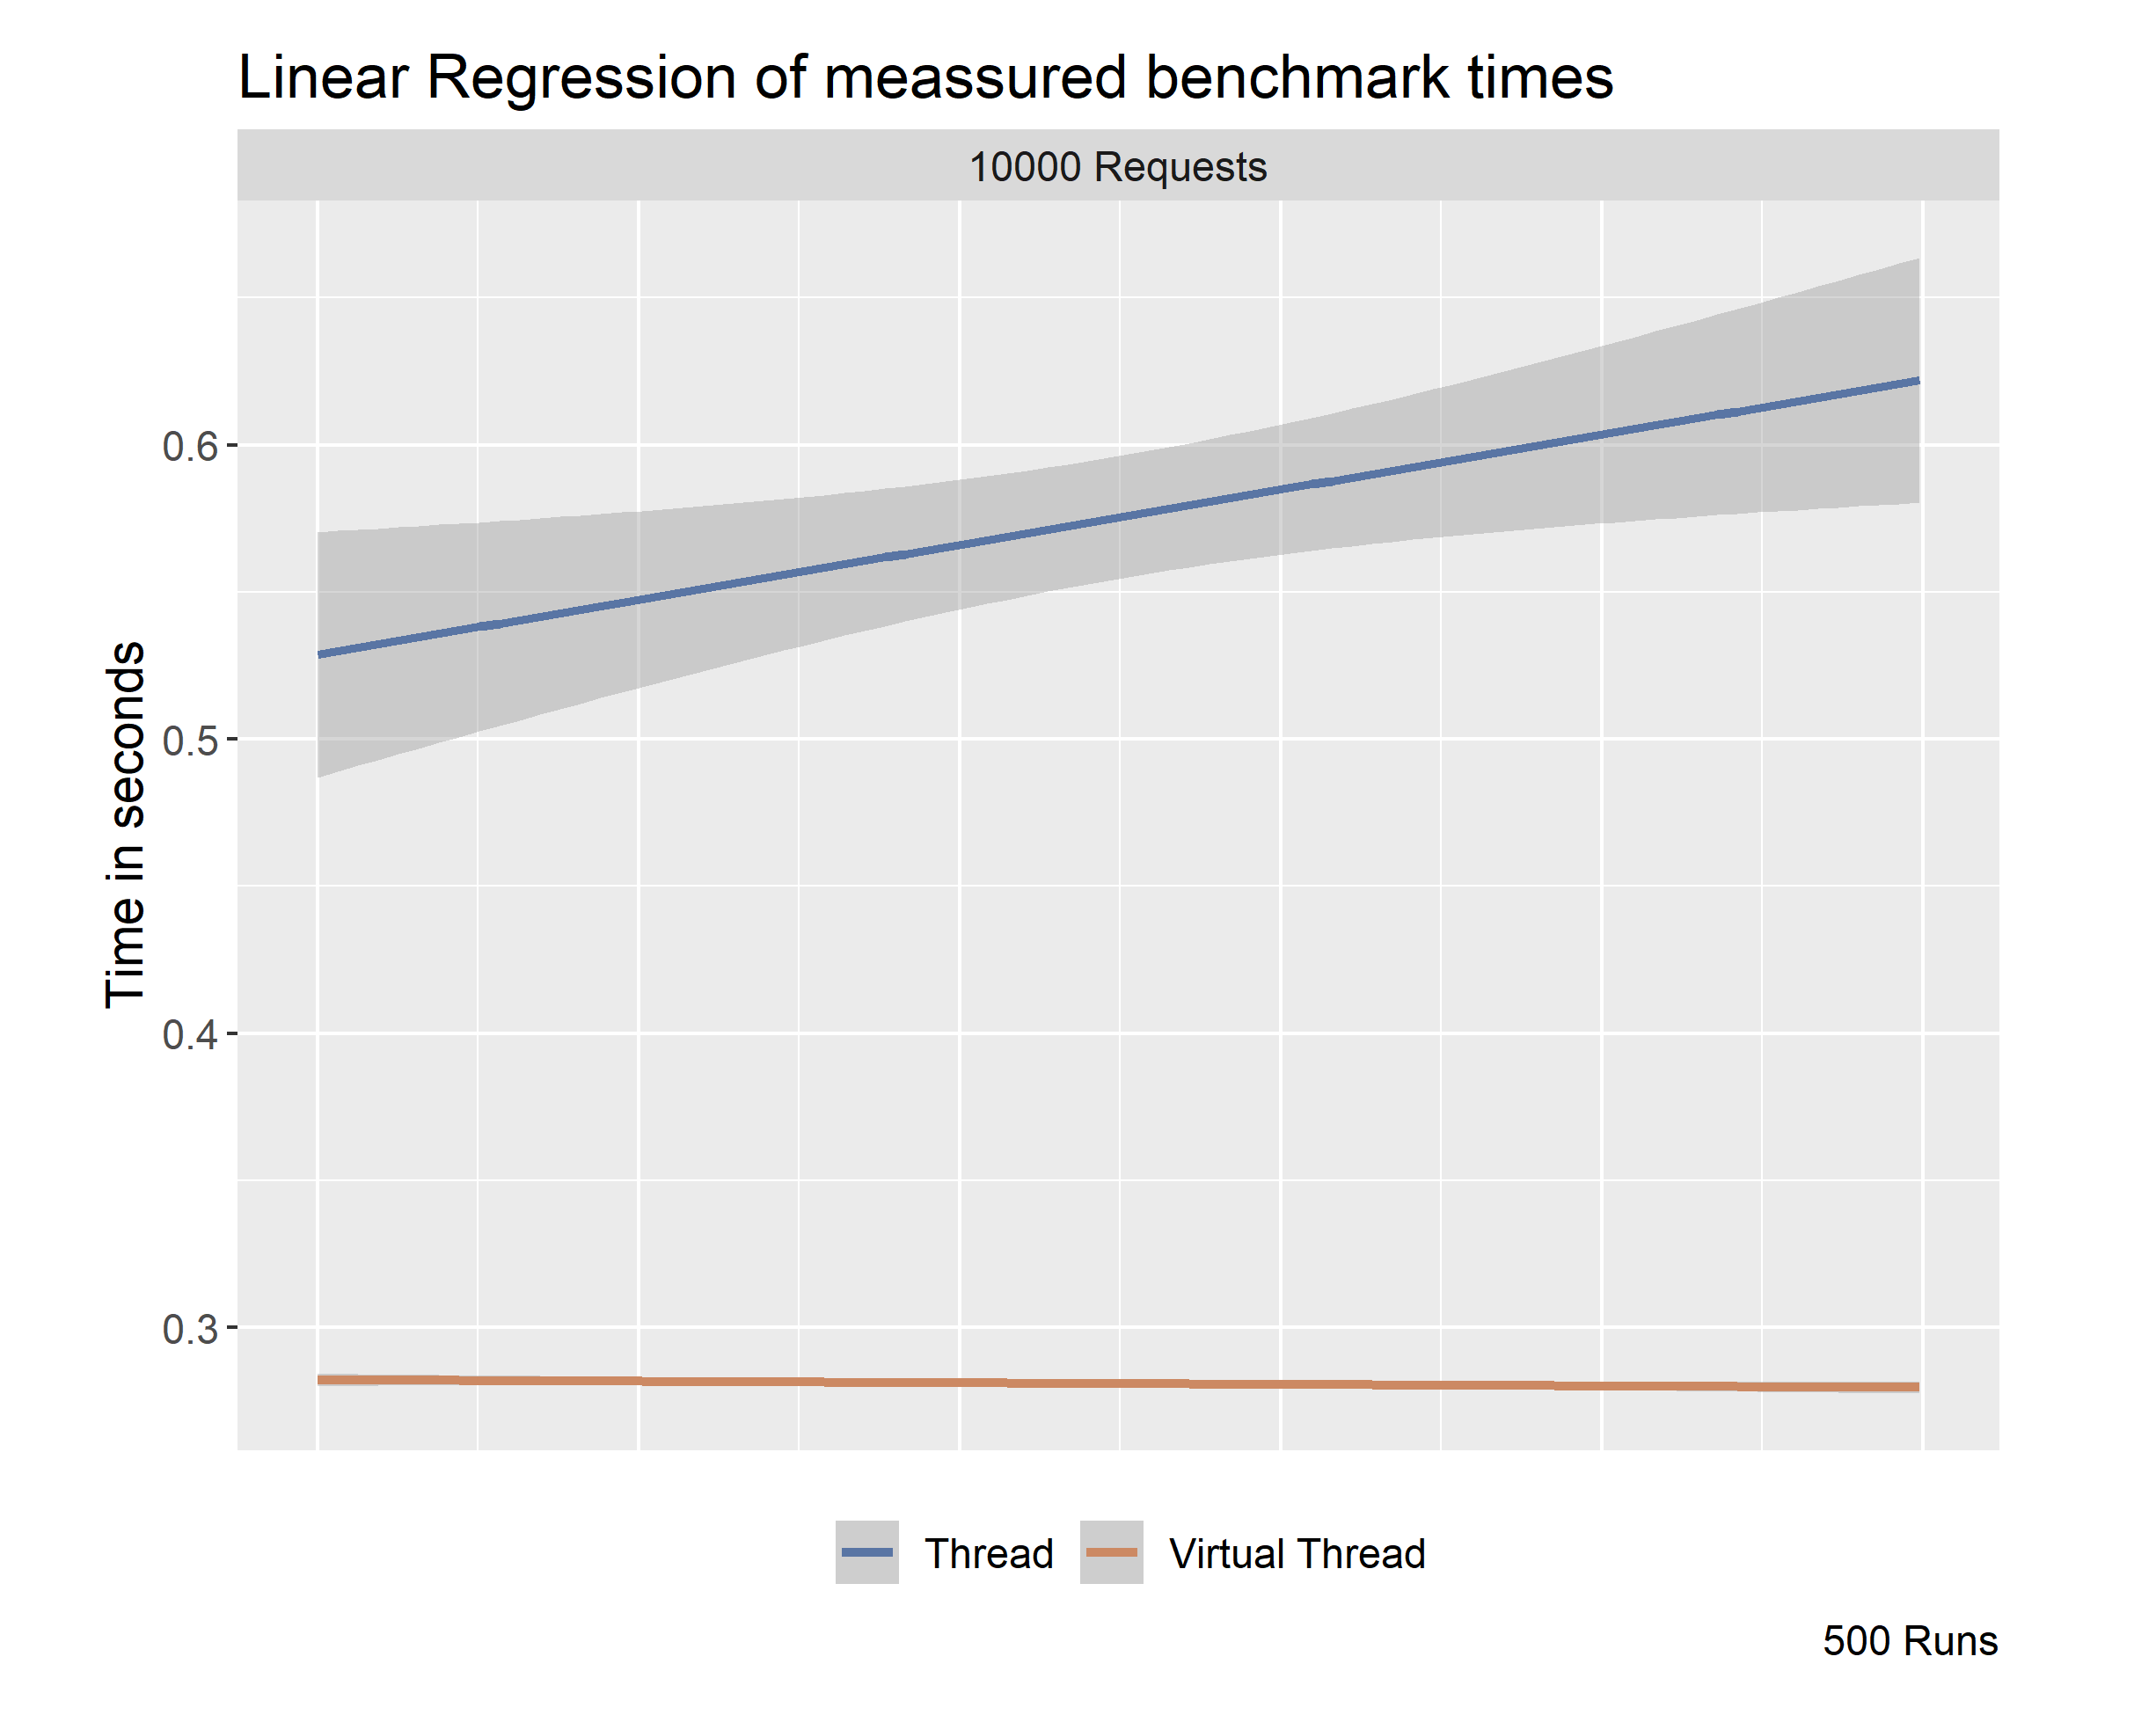 Linear Regression of meassured benchmark times
10000 Requests
Time in seconds
0.6
0.5
0.4
0.3
Thread
Virtual Thread
500 Runs